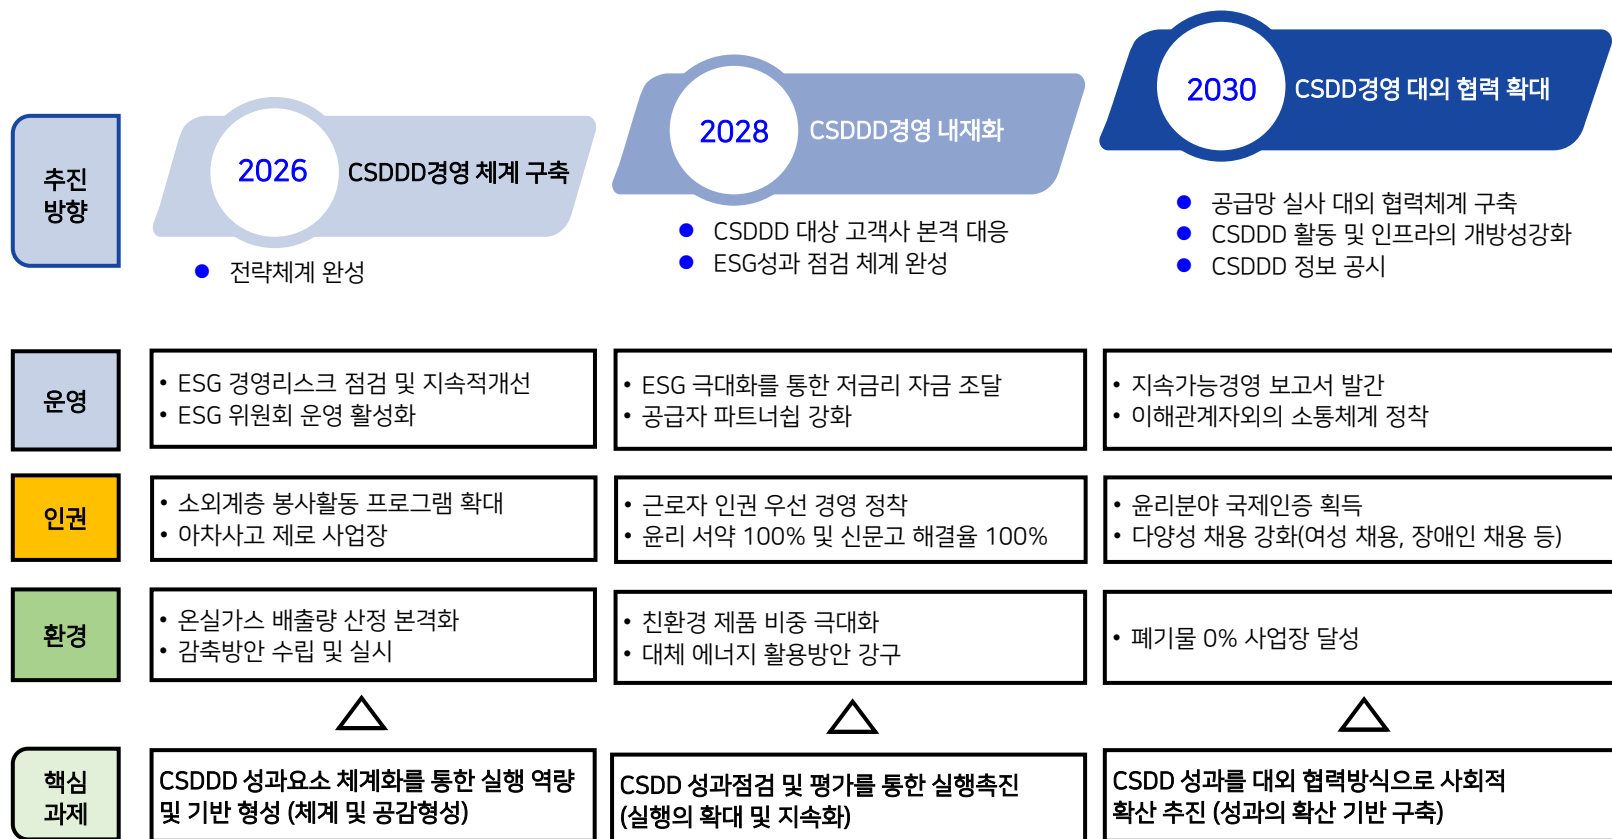 추진
방향
2026
CSDDD경영 체계 구축
● 전략체계 완성
2028
CSDDD경영 내재화
● CSDDD 대상 고객사 본격 대응
● ESG성과 점검 체계 완성
2030
CSDD경영 대외 협력 확대
● 공급망 실사 대외 협력체계 구축
● CSDDD 활동 및 인프라의 개방성강화
● CSDDD 정보 공시
운영
• ESG 경영리스크 점검 및 지속적개선
• ESG 위원회 운영 활성화
• ESG 극대화를 통한 저금리 자금 조달
• 공급자 파트너쉽 강화
• 지속가능경영 보고서 발간
• 이해관계자외의 소통체계 정착
인권
• 소외계층 봉사활동 프로그램 확대
• 아차사고 제로 사업장
• 근로자 인권 우선 경영 정착
• 윤리 서약 100% 및 신문고 해결율 100%
• 윤리분야 국제인증 획득
• 다양성 채용 강화(여성 채용, 장애인 채용 등)
환경
• 온실가스 배출량 산정 본격화
• 감축방안 수립 및 실시
• 친환경 제품 비중 극대화
• 대체 에너지 활용방안 강구
• 폐기물 0% 사업장 달성
핵심
과제
CSDDD 성과요소 체계화를 통한 실행 역량
및 기반 형성 (체계 및 공감형성)
CSDD 성과점검 및 평가를 통한 실행촉진
(실행의 확대 및 지속화)
CSDD 성과를 대외 협력방식으로 사회적
확산 추진 (성과의 확산 기반 구축)